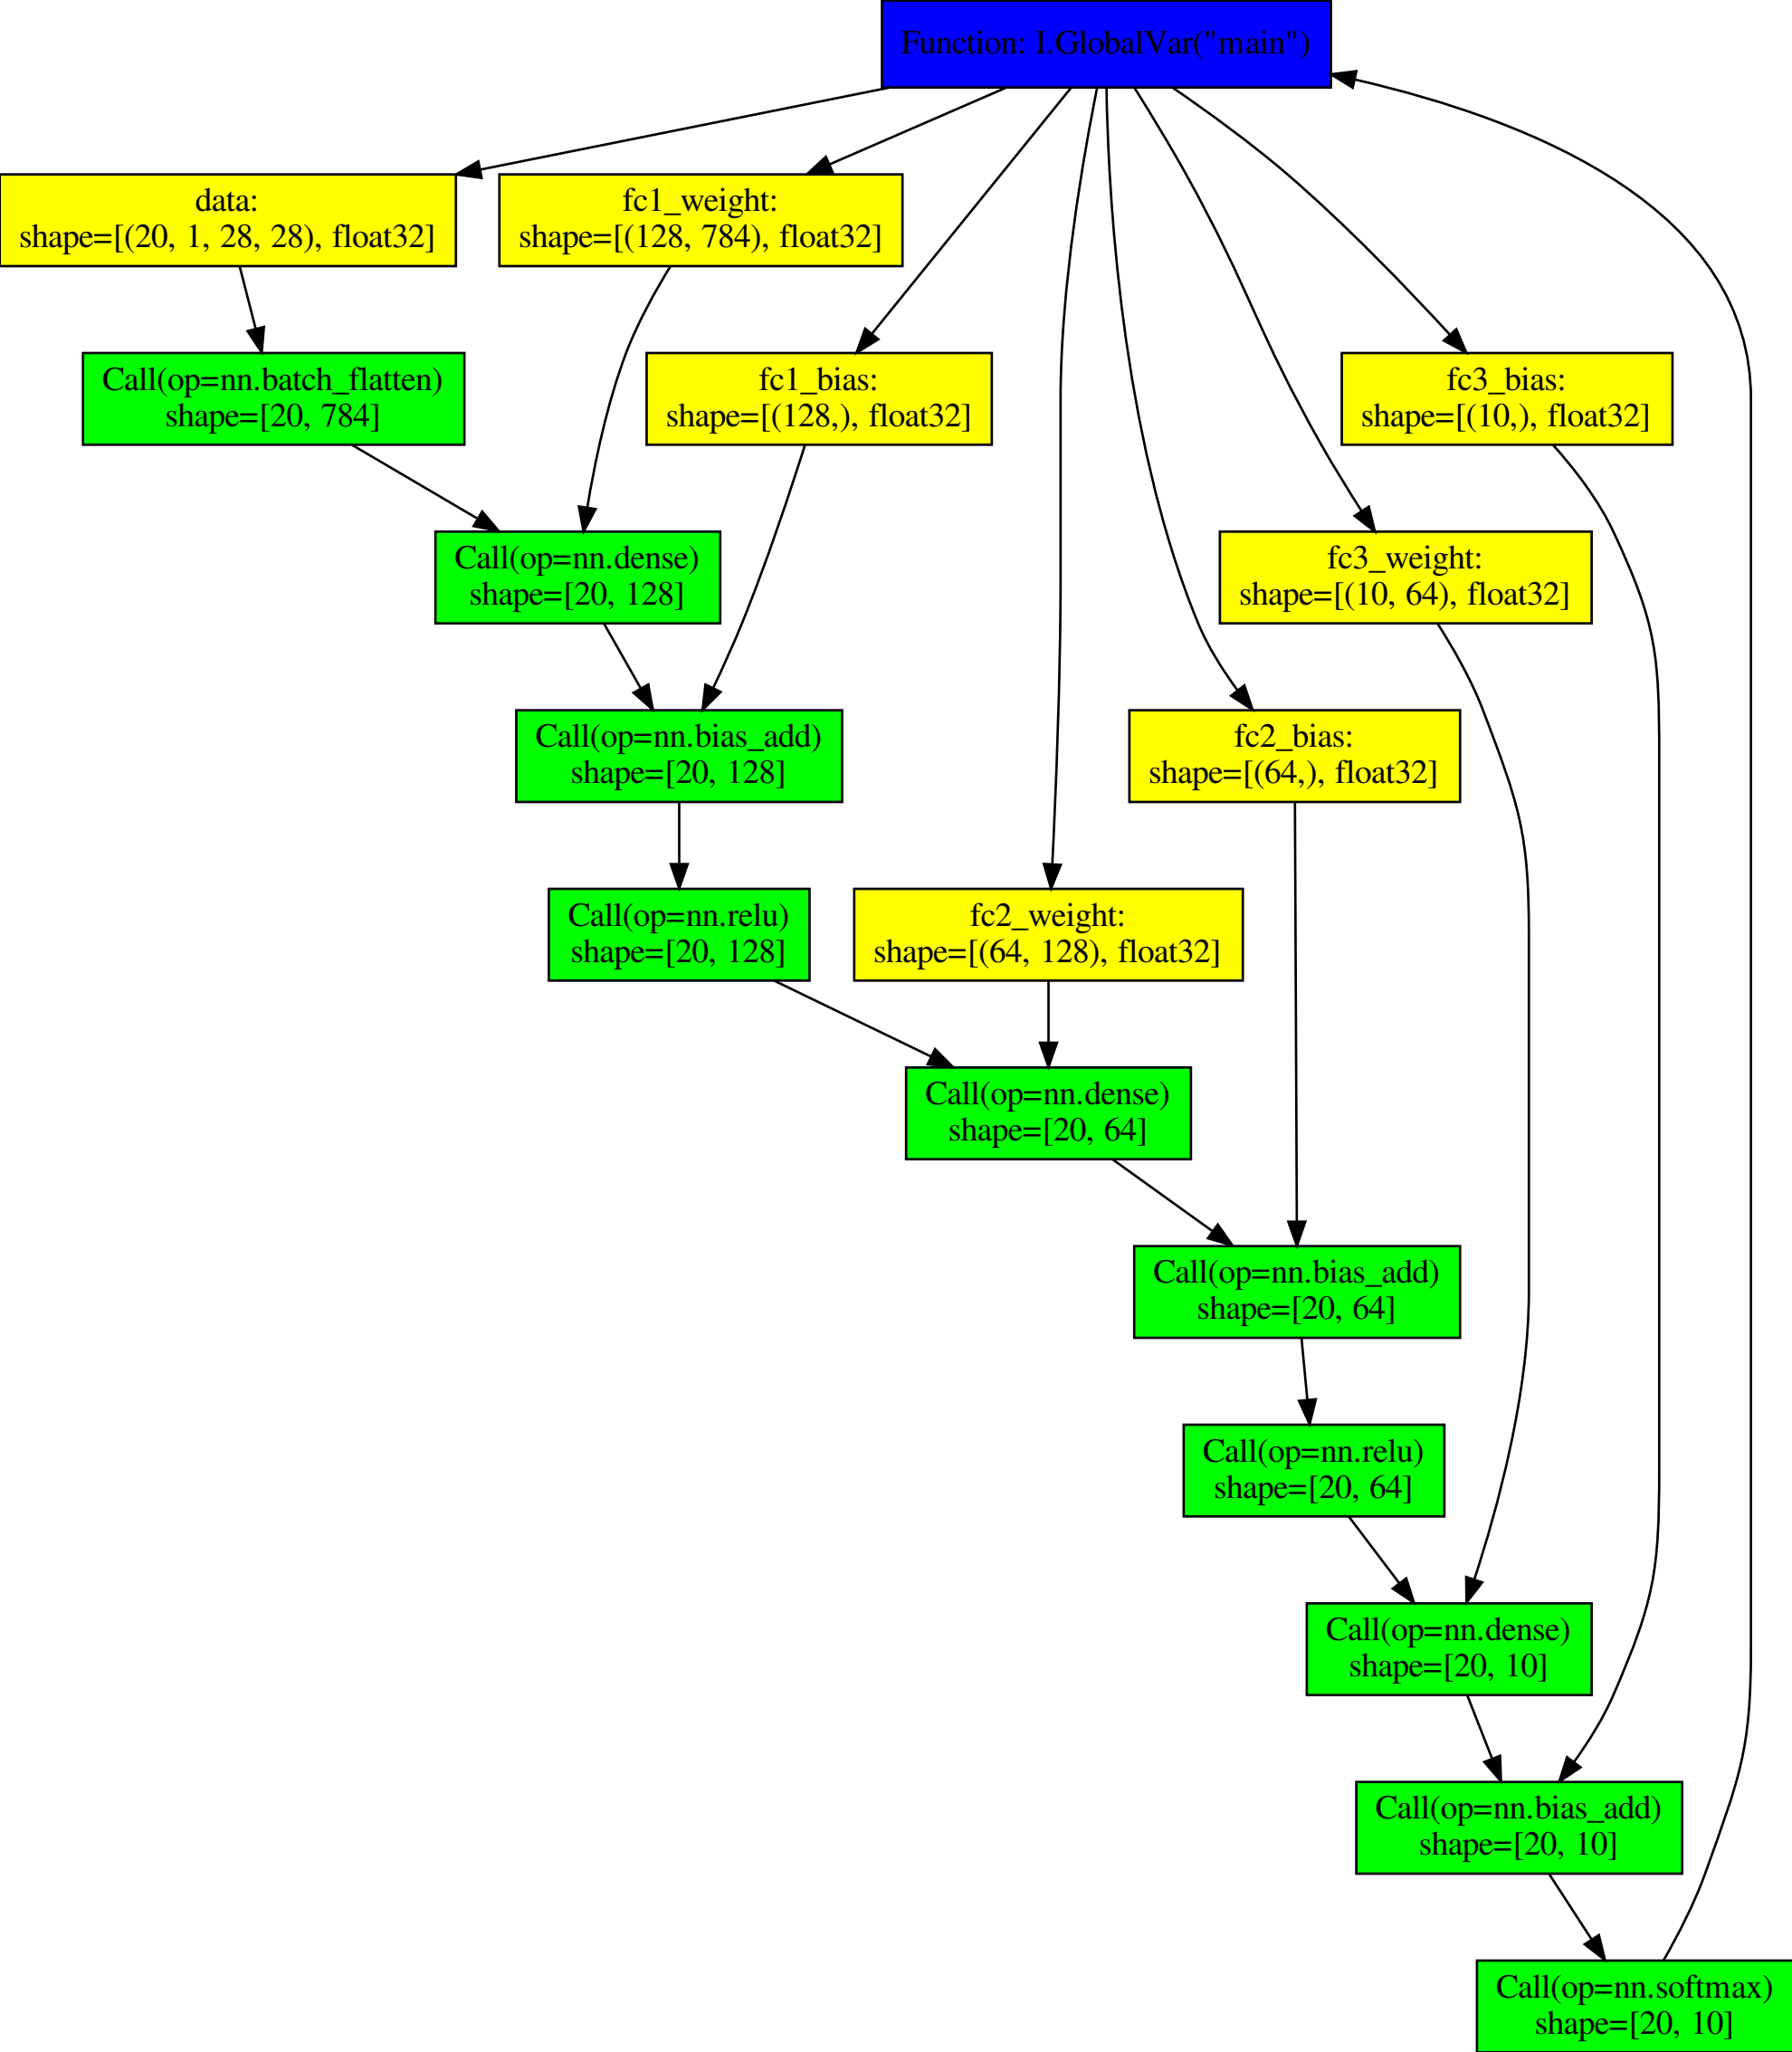 Function: I.GlobalVar("main")
data:
shape=[(20, 1, 28, 28), float32]
fc1_weight:
shape=[(128, 784), float32]
Call(op=nn.batch_flatten)
shape=[20, 784]
fc1_bias:
shape=[(128,), float32]
fc3_bias:
shape=[(10,), float32]
Call(op=nn.dense)
shape=[20, 128]
fc3_weight:
shape=[(10, 64), float32]
Call(op=nn.bias_add)
shape=[20, 128]
fc2_bias:
shape=[(64,), float32]
Call(op=nn.relu)
shape=[20, 128]
fc2_weight:
shape=[(64, 128), float32]
Call(op=nn.dense)
shape=[20, 64]
Call(op=nn.bias_add)
shape=[20, 64]
Call(op=nn.relu)
shape=[20, 64]
Call(op=nn.dense)
shape=[20, 10]
Call(op=nn.bias_add)
shape=[20, 10]
Call(op=nn.softmax)
shape=[20, 10]